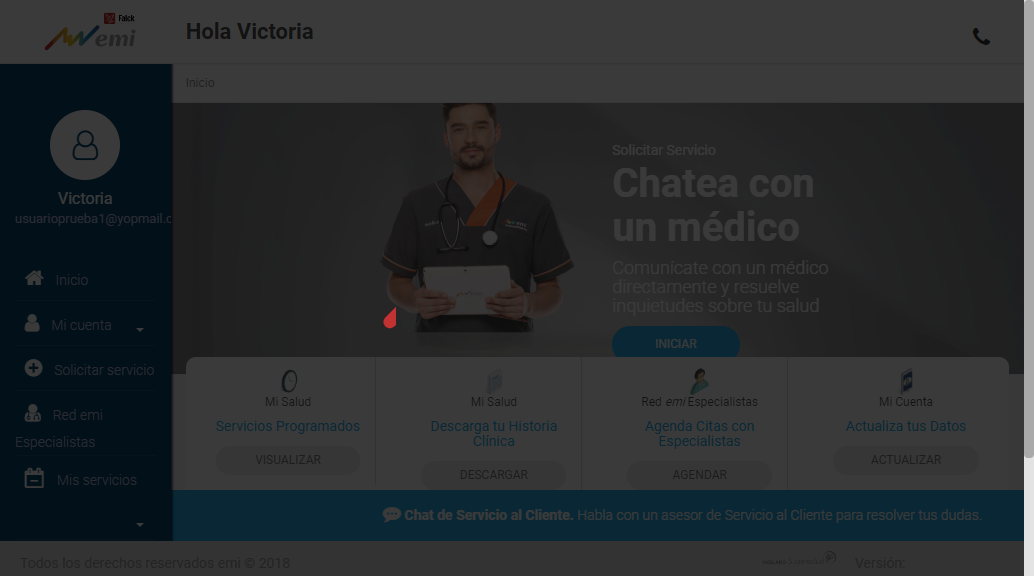 Falck
emi
Hola Victoria
Inicio
Victoria
usuarioprueba1@yopmail.c
Inicio
Mi cuenta
Solicitar servicio
Red emi
Especialistas
Mis servicios
Solicitar Servicio
Chatea con
un médico
Comunícate con un médico
directamente y resuelve
inquietudes sobre tu salud
INICIAR
Mi Salud
Servicios Programados
VISUALIZAR
Mi Salud
Descarga tu Historia
Clínica
DESCARGAR
Red emi Especialistas
Agenda Citas con
Especialistas
AGENDAR
Mi Cuenta
Actualiza tus Datos
ACTUALIZAR
Chat de Servicio al Cliente. Habla con un asesor de Servicio al Cliente para resolver tus dudas.
Todos los derechos reservados emi © 2018
Versión: